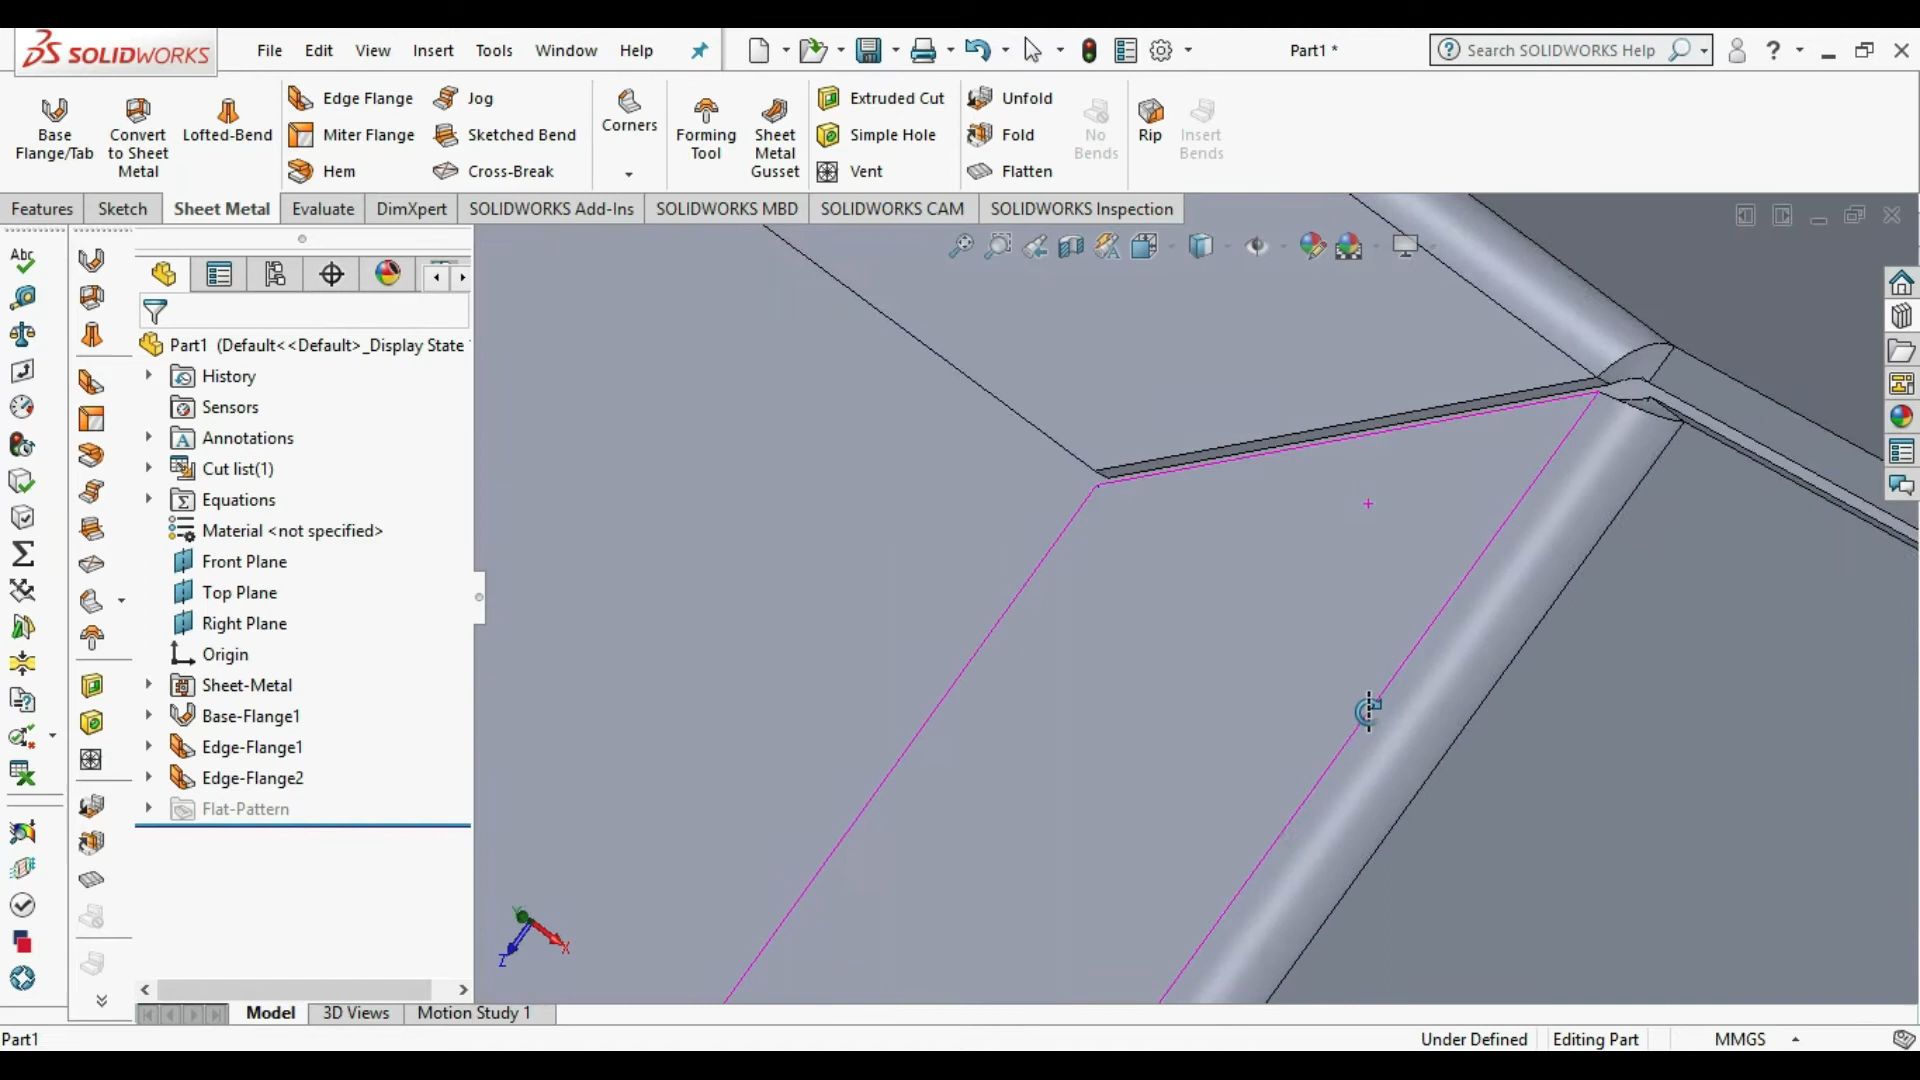 SOLIDWORKS
File Edit View Insert Tools Window Help
Part1 *
Search SOLIDWORKS Help
Base Flange/Tab
Convert to Sheet Metal
Lofted-Bend
Edge Flange
Miter Flange
Hem
Jog
Sketched Bend
Cross-Break
Corners
Forming Tool
Sheet Metal Gusset
Extruded Cut
Simple Hole
Vent
Unfold
Fold
Flatten
No Bends
Rip
Insert Bends
Features Sketch Sheet Metal Evaluate DimXpert SOLIDWORKS Add-Ins SOLIDWORKS MBD SOLIDWORKS CAM SOLIDWORKS Inspection
Abc
Part1 (Default<<Default>_Display State
History
Sensors
Annotations
Cut list(1)
Equations
Material <not specified>
Front Plane
Top Plane
Right Plane
Origin
Sheet-Metal
Base-Flange1
Edge-Flange1
Edge-Flange2
Flat-Pattern
Y
X
Z
Model 3D Views Motion Study 1
Part1
Under Defined Editing Part MMGS